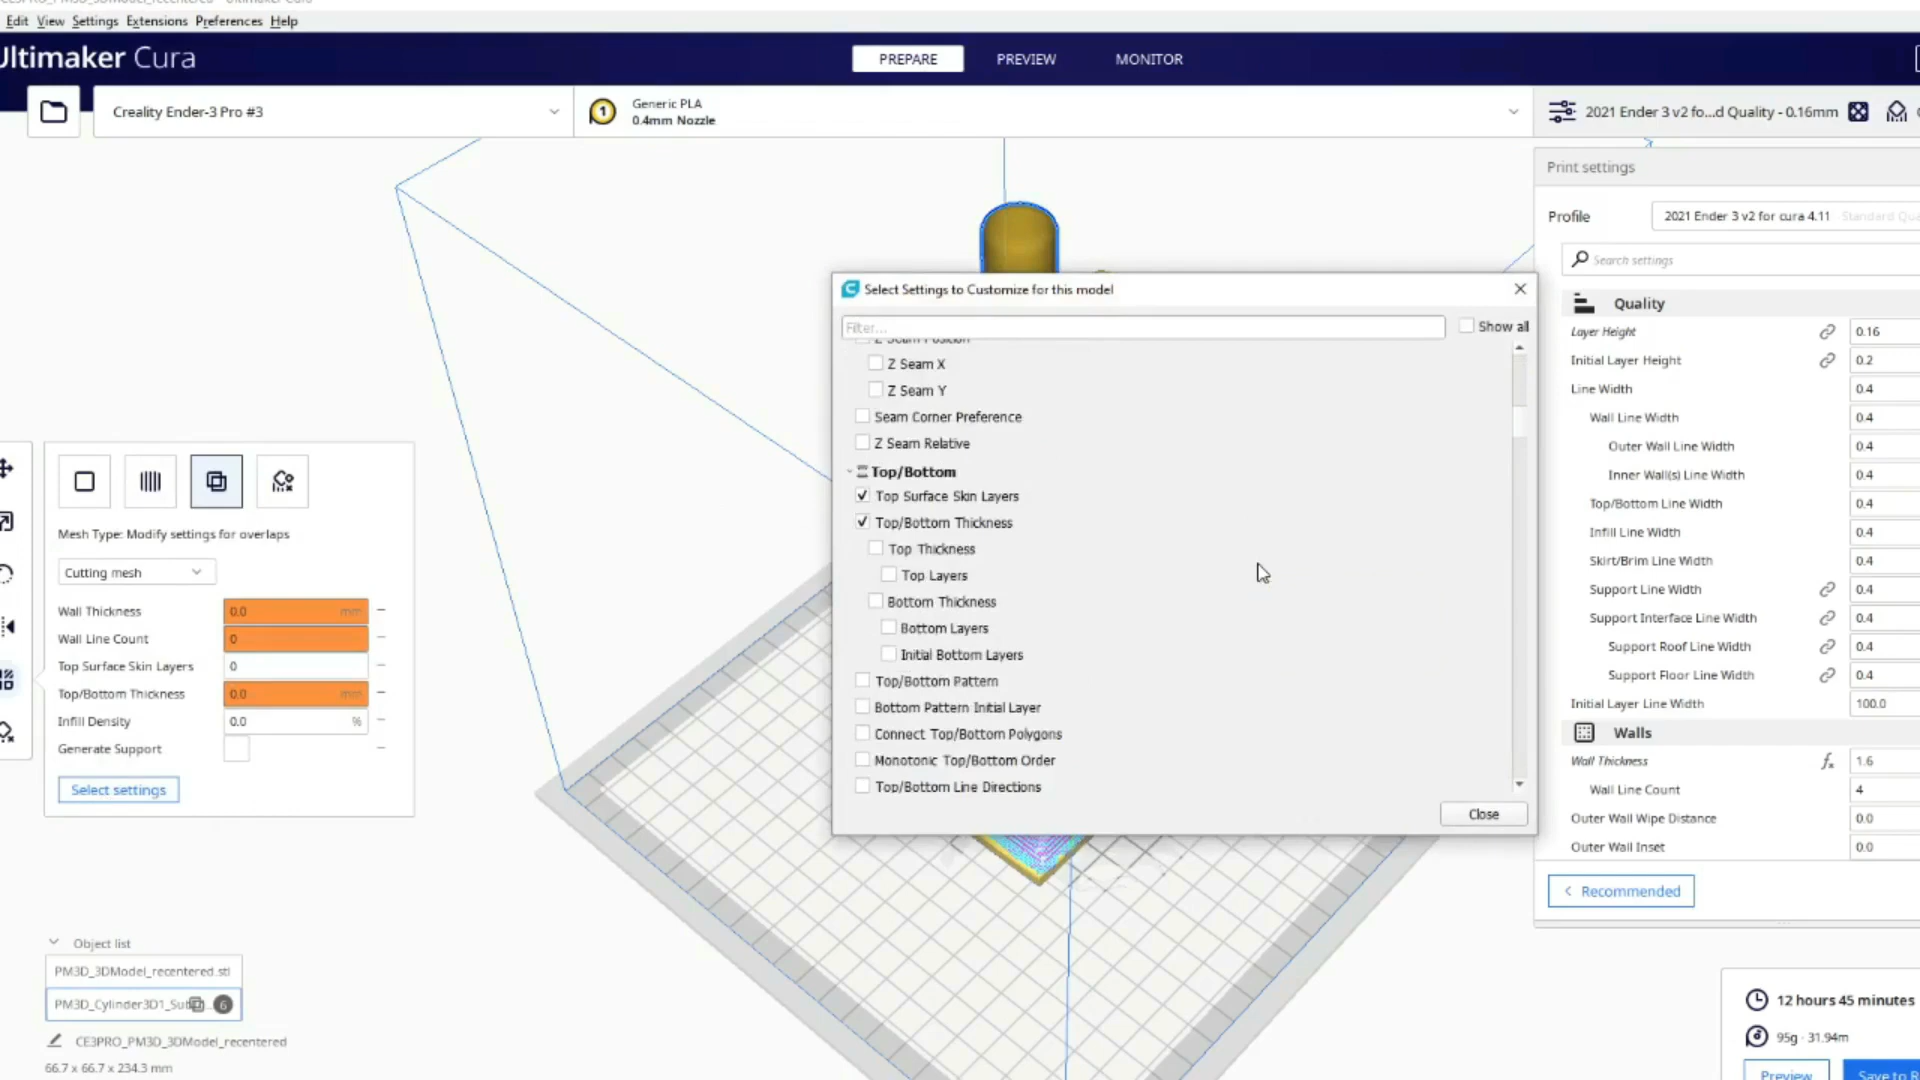 Edit View Settings Extensions Preferences Help
Ultimaker Cura
PREPARE
PREVIEW
MONITOR
Creality Ender-3 Pro #3
1
Generic PLA
0.4mm Nozzle
2021 Ender 3 v2 fo...d Quality - 0.16mm
Print settings
Profile
2021 Ender 3 v2 for cura 4.11 Standard Qua
Search settings
Quality
Layer Height 0.16
Initial Layer Height 0.2
Line Width 0.4
Wall Line Width 0.4
Outer Wall Line Width 0.4
Inner Wall(s) Line Width 0.4
Top/Bottom Line Width 0.4
Infill Line Width 0.4
Skirt/Brim Line Width 0.4
Support Line Width 0.4
Support Interface Line Width 0.4
Support Roof Line Width 0.4
Support Floor Line Width 0.4
Initial Layer Line Width 100.0
Walls
Wall Thickness fx 1.6
Wall Line Count 4
Outer Wall Wipe Distance 0.0
Outer Wall Inset 0.0
Recommended
Select Settings to Customize for this model
Filter...
Show all
Z Seam Position
Z Seam X
Z Seam Y
Seam Corner Preference
Z Seam Relative
Top/Bottom
Top Surface Skin Layers
Top/Bottom Thickness
Top Thickness
Top Layers
Bottom Thickness
Bottom Layers
Initial Bottom Layers
Top/Bottom Pattern
Bottom Pattern Initial Layer
Connect Top/Bottom Polygons
Monotonic Top/Bottom Order
Top/Bottom Line Directions
Close
Mesh Type: Modify settings for overlaps
Cutting mesh
Wall Thickness 0.0 mm
Wall Line Count 0
Top Surface Skin Layers 0
Top/Bottom Thickness 0.0 mm
Infill Density 0.0 %
Generate Support
Select settings
Object list
PM3D_3DModel_recentered.stl
PM3D_Cylinder3D1_Su 6
CE3PRO_PM3D_3DModel_recentered
66.7 x 66.7 x 234.3 mm
12 hours 45 minutes
95g · 31.94m
Preview
Save to R